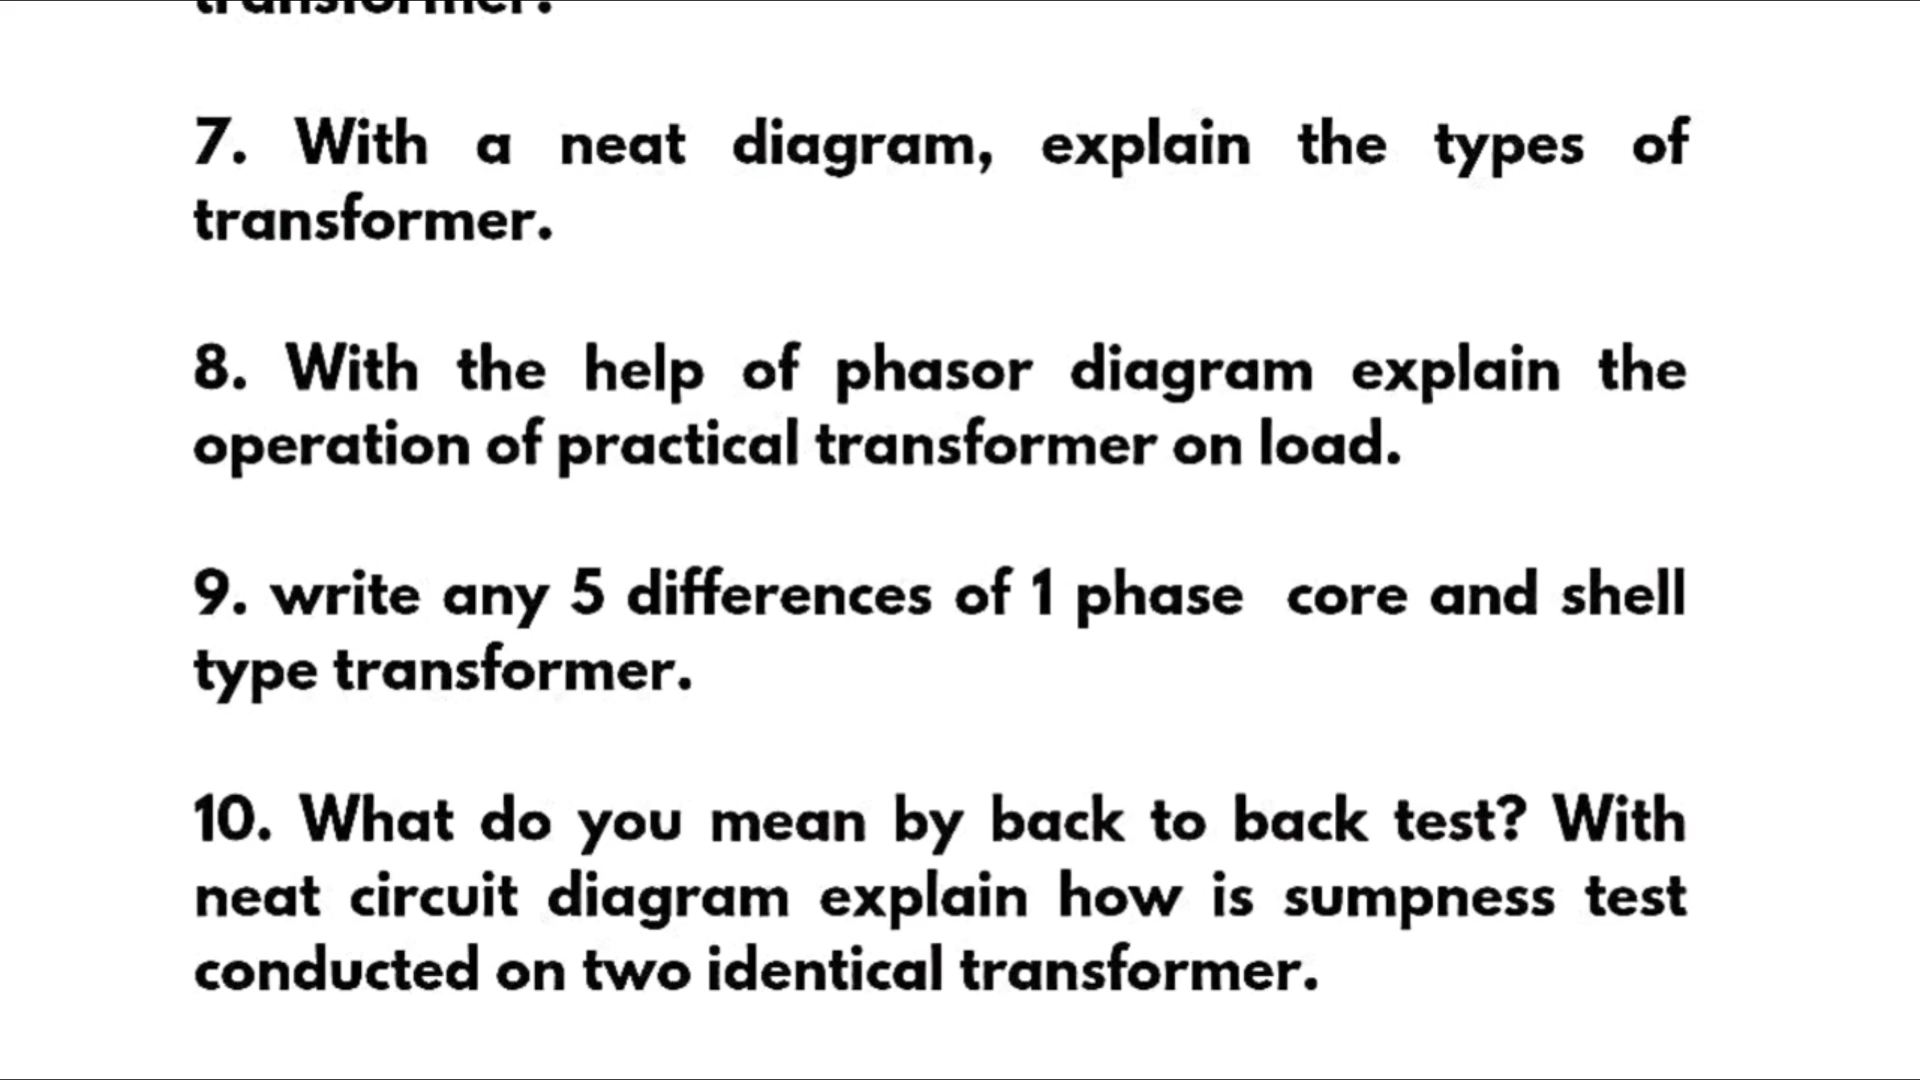 transformer.
7. With a neat diagram, explain the types of
transformer.
8. With the help of phasor diagram explain the
operation of practical transformer on load.
9. write any 5 differences of 1 phase core and shell
type transformer.
10. What do you mean by back to back test? With
neat circuit diagram explain how is sumpness test
conducted on two identical transformer.